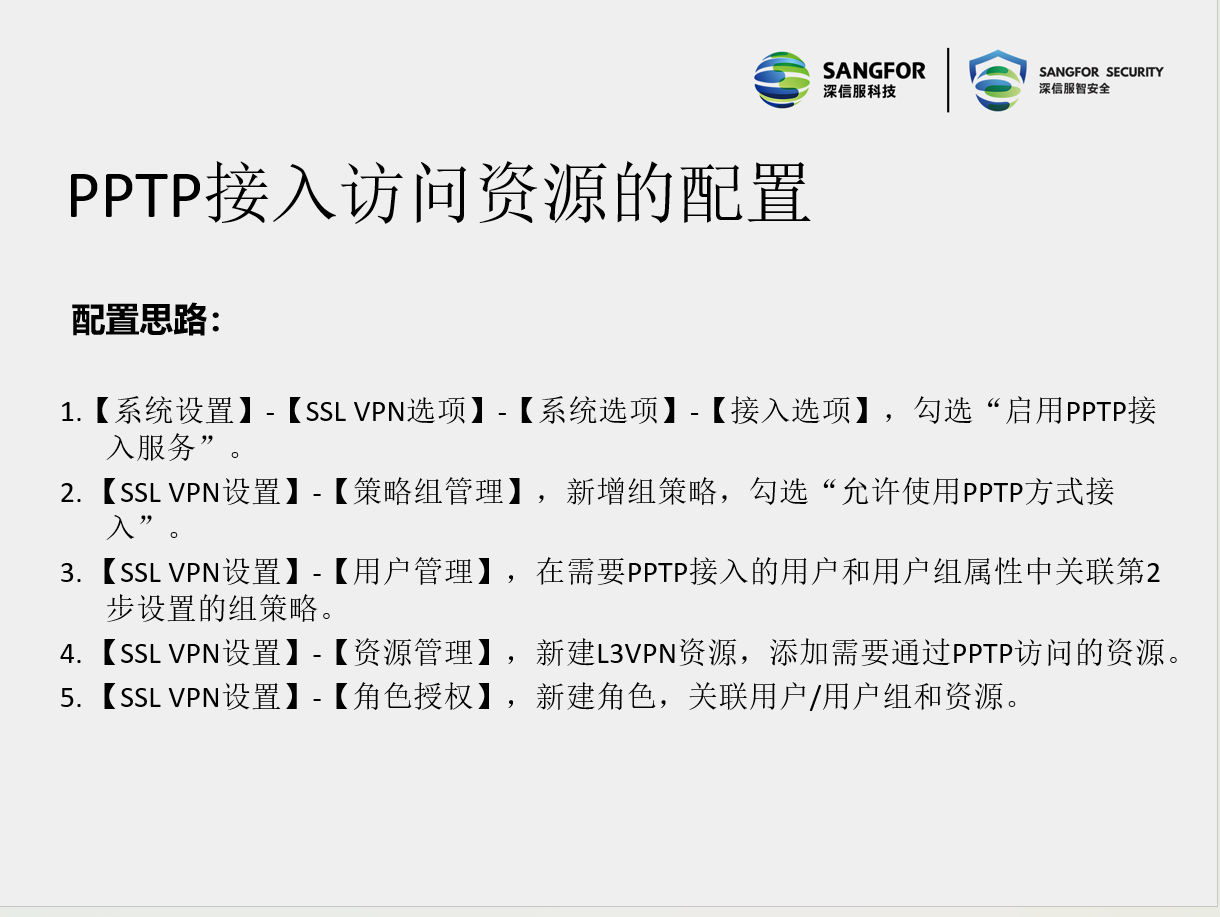 SANGFOR
深信服科技
SANGFOR SECURITY
深信服智安全
PPTP接入访问资源的配置
配置思路：
1.【系统设置】-【SSL VPN选项】-【系统选项】-【接入选项】，勾选“启用PPTP接
入服务”。
2. 【SSL VPN设置】-【策略组管理】，新增组策略，勾选“允许使用PPTP方式接
入”。
3. 【SSL VPN设置】-【用户管理】，在需要PPTP接入的用户和用户组属性中关联第2
步设置的组策略。
4. 【SSL VPN设置】-【资源管理】，新建L3VPN资源，添加需要通过PPTP访问的资源。
5. 【SSL VPN设置】-【角色授权】，新建角色，关联用户/用户组和资源。